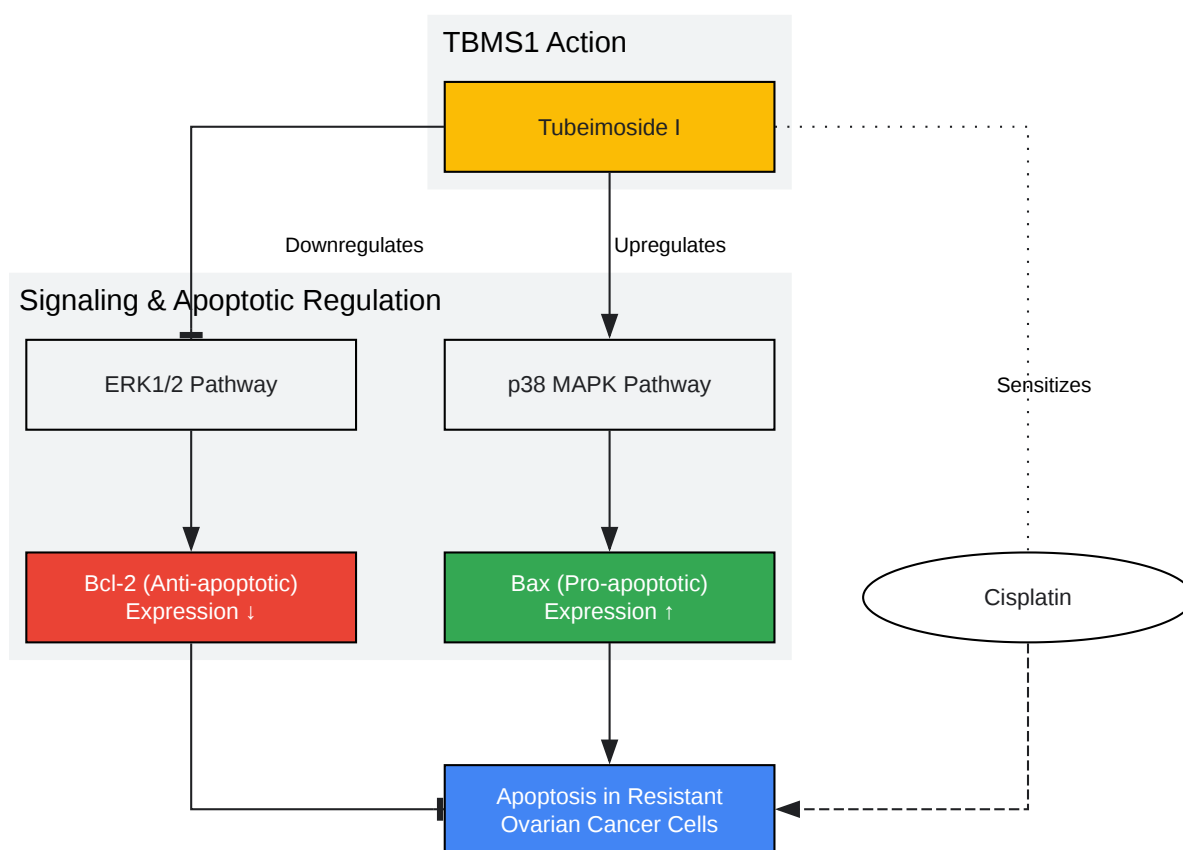 TBMS1 Action
Tubeimoside I
Downregulates
Upregulates
Signaling & Apoptotic Regulation
ERK1/2 Pathway
p38 MAPK Pathway
Sensitizes
Bcl-2 (Anti-apoptotic)
Expression ↓
Bax (Pro-apoptotic)
Expression ↑
Cisplatin
Apoptosis in Resistant
Ovarian Cancer Cells